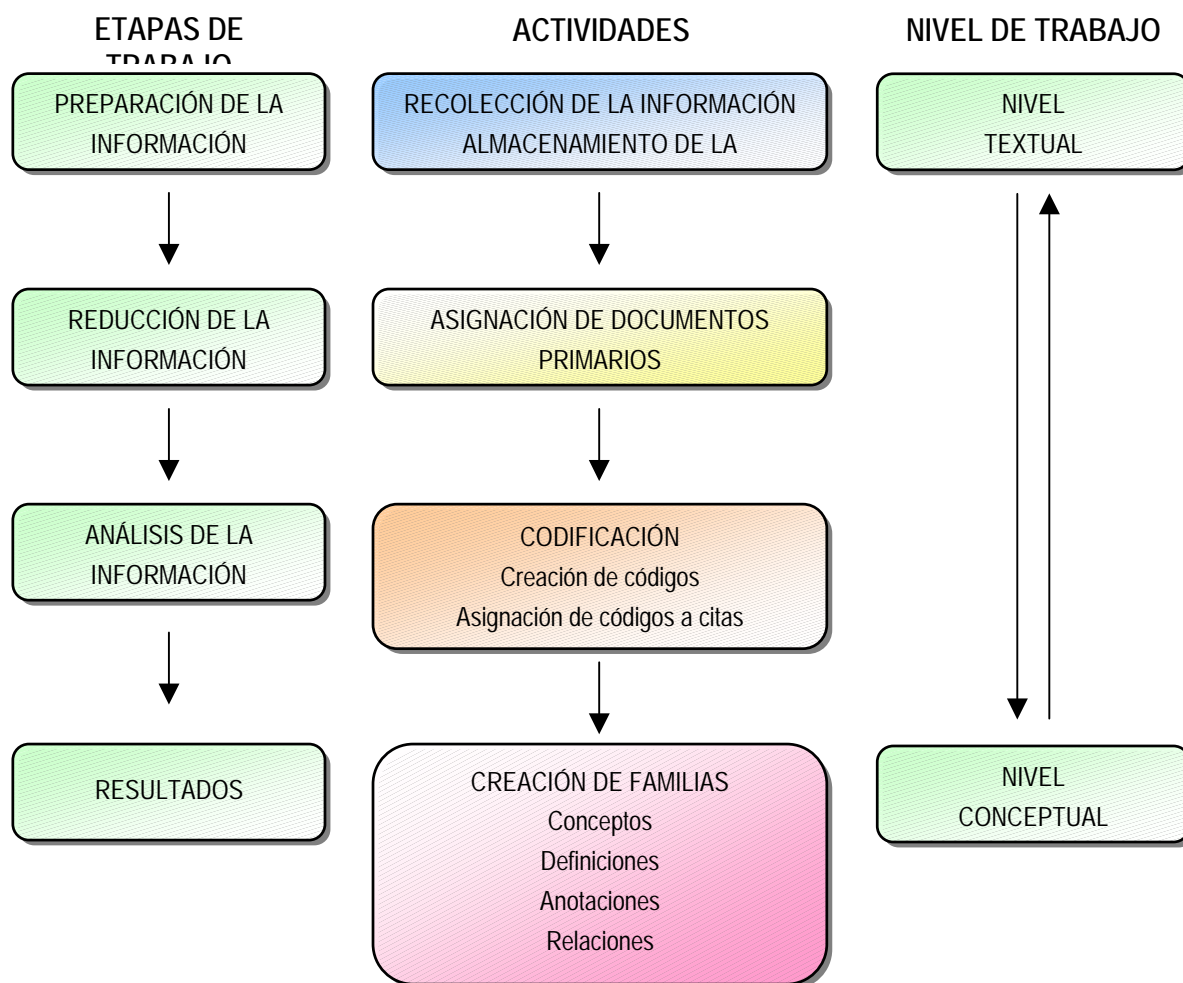 ETAPAS DE
TRABAJO
ACTIVIDADES
NIVEL DE TRABAJO
PREPARACIÓN DE LA
INFORMACIÓN
RECOLECCIÓN DE LA INFORMACIÓN
ALMACENAMIENTO DE LA
NIVEL
TEXTUAL
REDUCCIÓN DE LA
INFORMACIÓN
ASIGNACIÓN DE DOCUMENTOS
PRIMARIOS
ANÁLISIS DE LA
INFORMACIÓN
CODIFICACIÓN
Creación de códigos
Asignación de códigos a citas
RESULTADOS
CREACIÓN DE FAMILIAS
Conceptos
Definiciones
Anotaciones
Relaciones
NIVEL
CONCEPTUAL